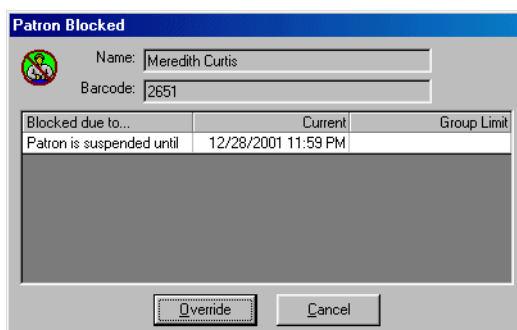 Patron Blocked
Name: Meredith Curtis
Barcode: 2651
Blocked due to... Current Group Limit
Patron is suspended until 12/28/2001 11:59 PM
Override Cancel